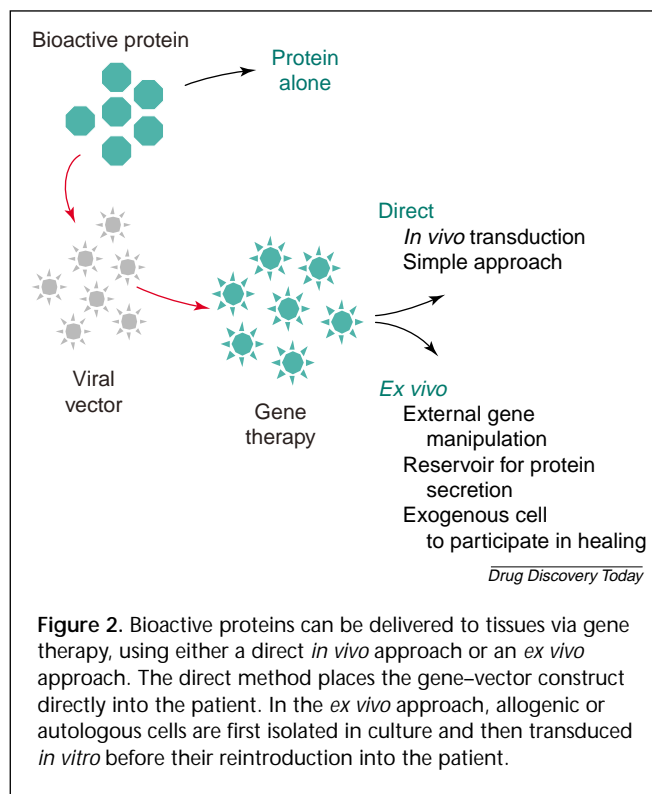 Bioactive protein
Protein
alone
Direct
In vivo transduction
Simple approach
Viral
vector
Gene
therapy
Ex vivo
External gene
manipulation
Reservoir for protein
secretion
Exogenous cell
to participate in healing
Drug Discovery Today
Figure 2. Bioactive proteins can be delivered to tissues via gene
therapy, using either a direct in vivo approach or an ex vivo
approach. The direct method places the gene–vector construct
directly into the patient. In the ex vivo approach, allogenic or
autologous cells are first isolated in culture and then transduced
in vitro before their reintroduction into the patient.